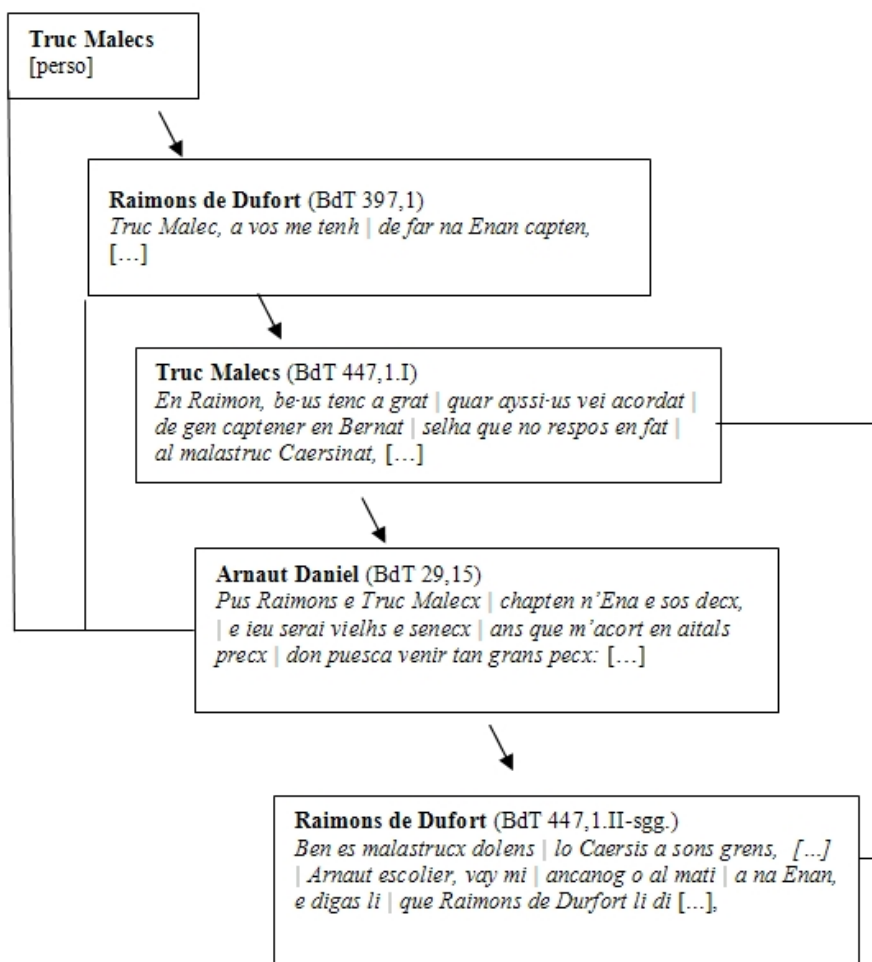 Truc Malecs
[perso]
Raimons de Dufort (BdT 397,1)
Truc Malec, a vos me tenh | de far na Enan capten,
[…]
Truc Malecs (BdT 447,1.I)
En Raimon, be·us tenc a grat | quar ayssi·us vei acordat |
de gen captener en Bernat | selha que no respos en fat |
al malastruc Caersinat, […]
Arnaut Daniel (BdT 29,15)
Pus Raimons e Truc Malecx | chapten n’Ena e sos decx,
| e ieu serai vielhs e senecx | ans que m’acort en aitals
precx | don puesca venir tan grans pecx: […]
Raimons de Dufort (BdT 447,1.II-sgg.)
Ben es malastrucx dolens | lo Caersis a sons grens, […]
| Arnaut escolier, vay mi | ancanog o al mati | a na Enan,
e digas li | que Raimons de Durfort li di […],